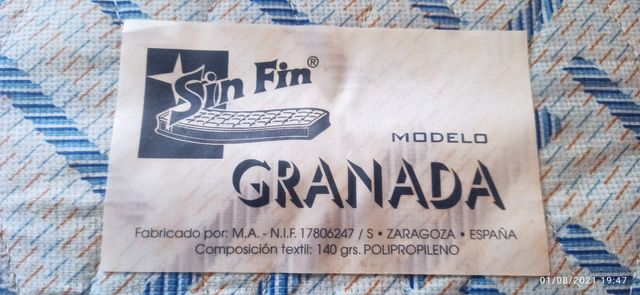 Sin Fin®
MODELO
GRANADA
Fabricado por: M.A. - N.I.F. 17806247 / S • ZARAGOZA • ESPAÑA
Composición textil: 140 grs. POLIPROPILENO
01/08/2021 19:47